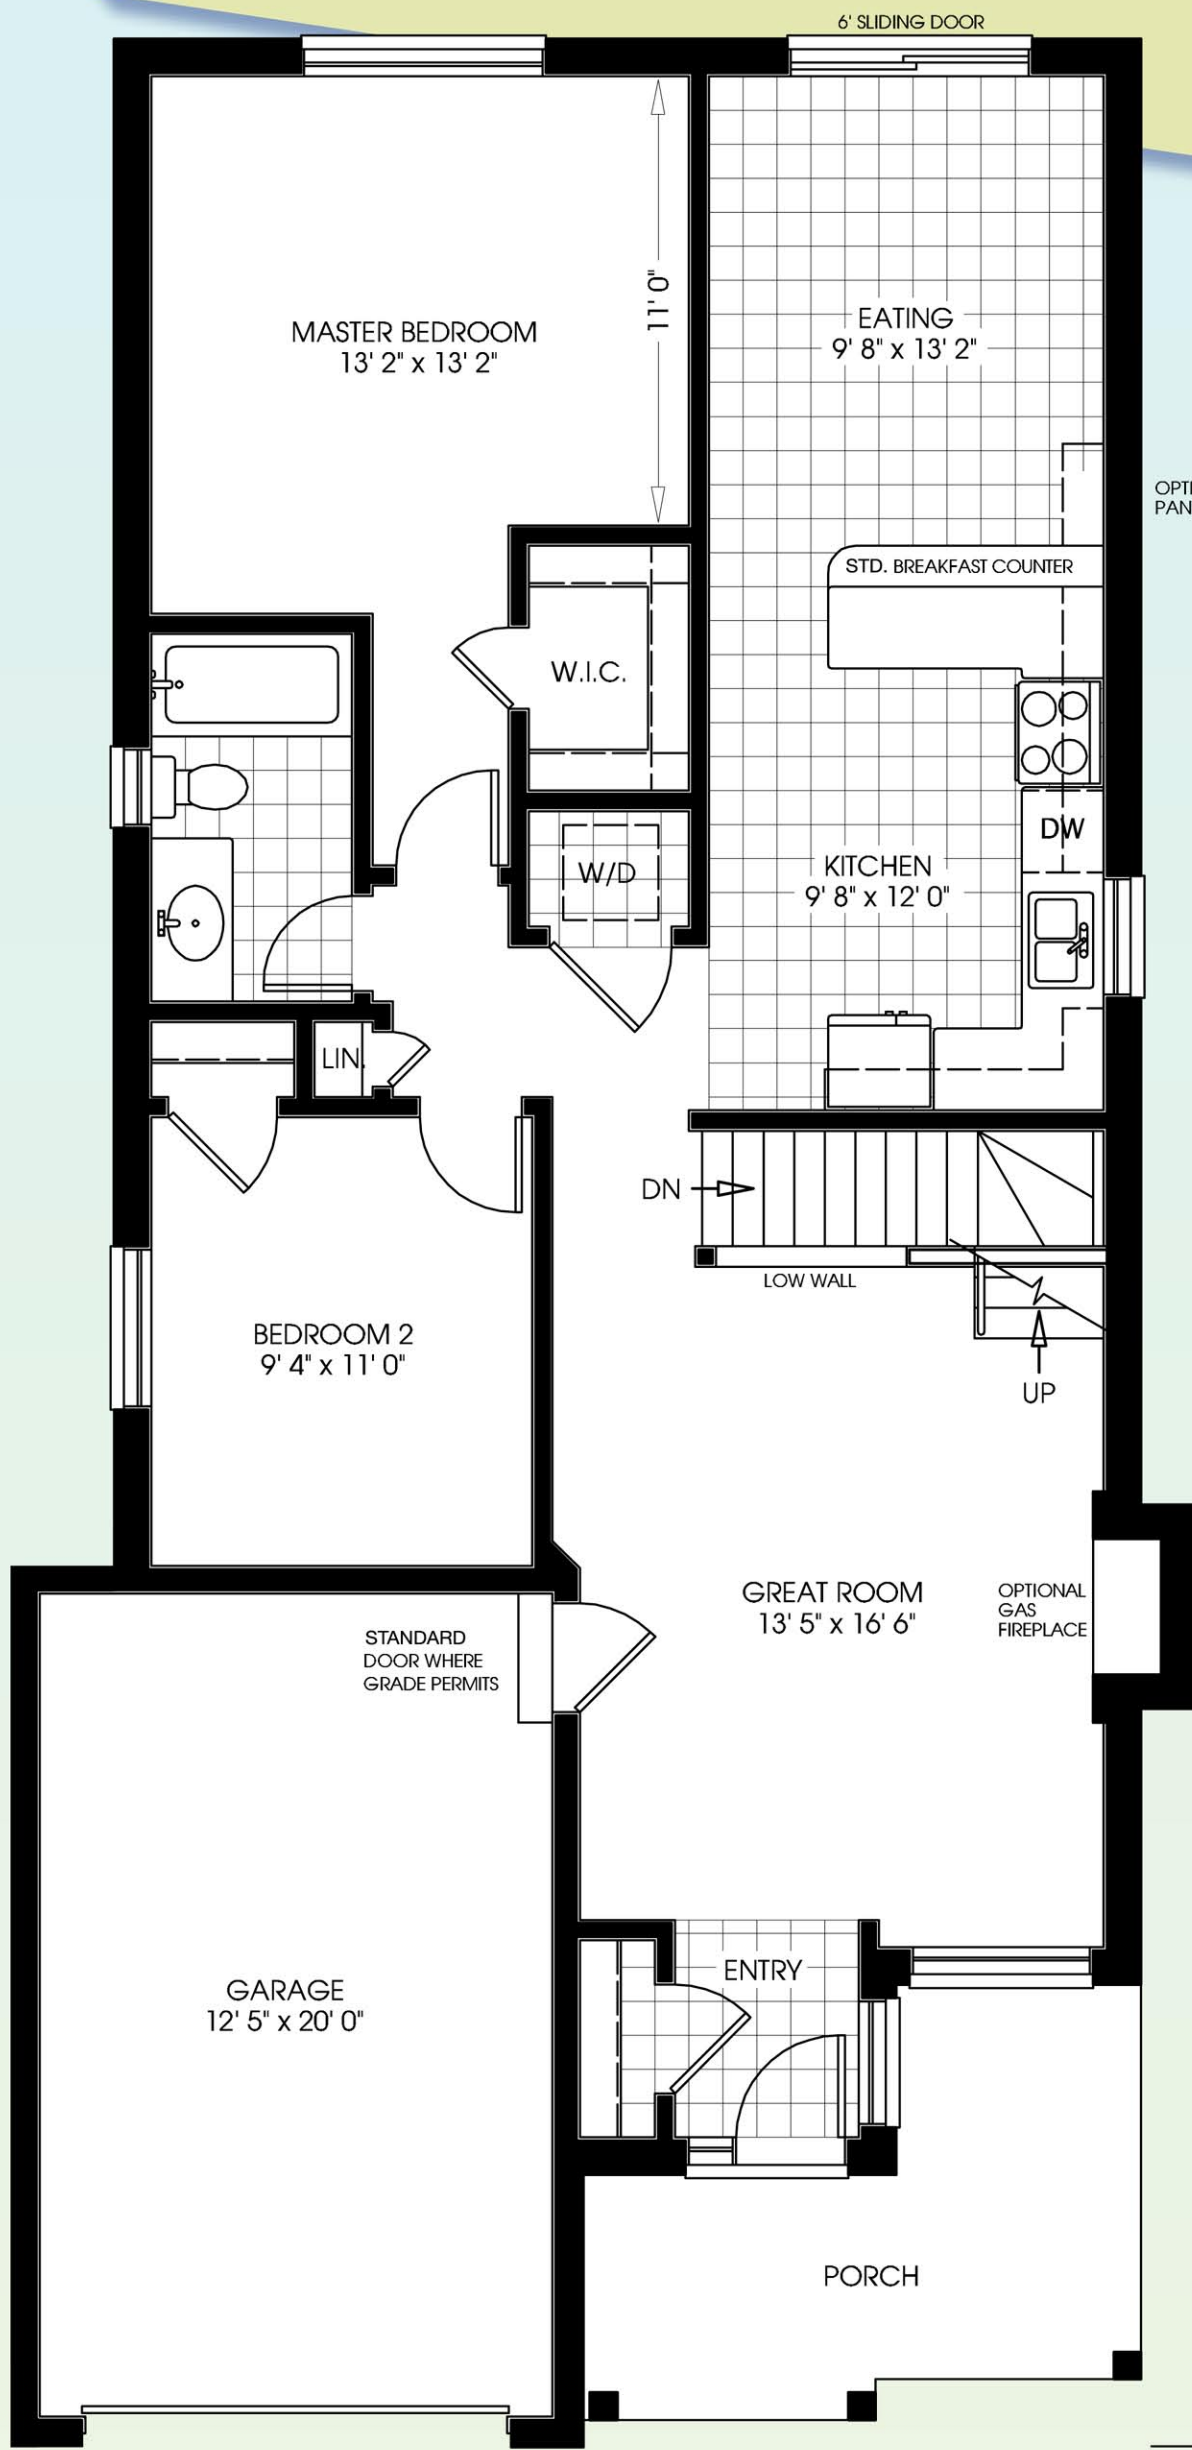 6' SLIDING DOOR
11' 0"
MASTER BEDROOM
13' 2" x 13' 2"
EATING
9' 8" x 13' 2"
OPTI
PAN
STD. BREAKFAST COUNTER
W.I.C.
DW
W/D
KITCHEN
9' 8" x 12' 0"
LIN.
DN
LOW WALL
BEDROOM 2
9' 4" x 11' 0"
UP
GREAT ROOM
13' 5" x 16' 6"
OPTIONAL
GAS
FIREPLACE
STANDARD
DOOR WHERE
GRADE PERMITS
ENTRY
GARAGE
12' 5" x 20' 0"
PORCH